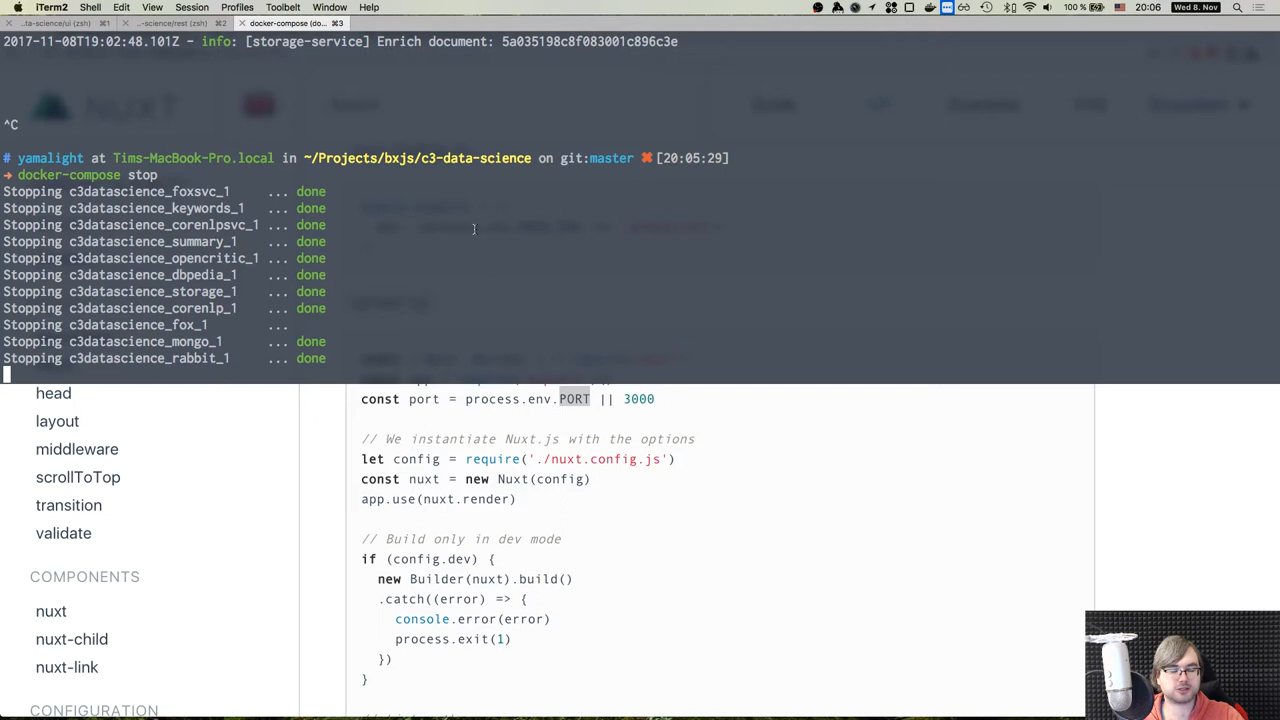 iTerm2 Shell Edit View Session Profiles Toolbelt Window Help 100 % 20:06 Wed 8. Nov
..ta-science/ui (zsh) ⌘1 ..-science/rest (zsh) ⌘2 docker-compose (do... ⌘3
2017-11-08T19:02:48.101Z - info: [storage-service] Enrich document: 5a035198c8f083001c896c3e
NUXT
^C
# yamalight at Tims-MacBook-Pro.local in ~/Projects/bxjs/c3-data-science on git:master ✖ [20:05:29]
→ docker-compose stop
Stopping c3datascience_foxsvc_1 ... done
Stopping c3datascience_keywords_1 ... done
Stopping c3datascience_corenlpsvc_1 ... done
Stopping c3datascience_summary_1 ... done
Stopping c3datascience_opencritic_1 ... done
Stopping c3datascience_dbpedia_1 ... done
Stopping c3datascience_storage_1 ... done
Stopping c3datascience_corenlp_1 ... done
Stopping c3datascience_fox_1 ...
Stopping c3datascience_mongo_1 ... done
Stopping c3datascience_rabbit_1 ... done
head
layout
middleware
scrollToTop
transition
validate
COMPONENTS
nuxt
nuxt-child
nuxt-link
CONFIGURATION
const port = process.env.PORT || 3000
// We instantiate Nuxt.js with the options
let config = require('./nuxt.config.js')
const nuxt = new Nuxt(config)
app.use(nuxt.render)
// Build only in dev mode
if (config.dev) {
new Builder(nuxt).build()
.catch((error) => {
console.error(error)
process.exit(1)
})
}